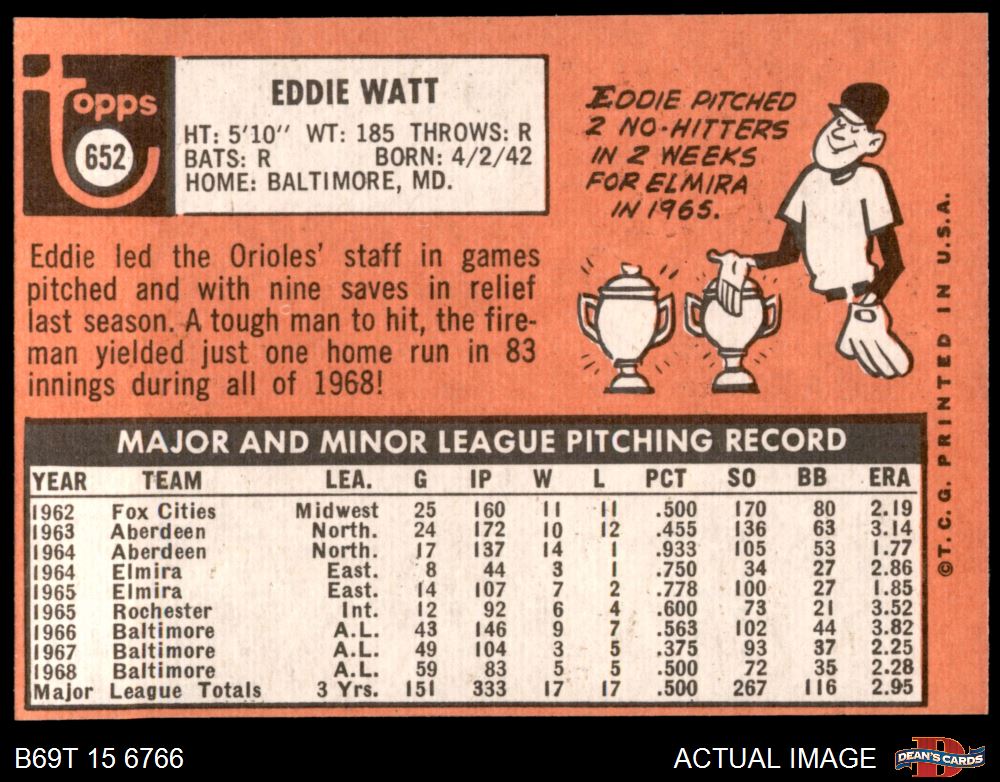 Topps
652
EDDIE WATT
HT: 5'10" WT: 185 THROWS: R
BATS: R BORN: 4/2/42
HOME: BALTIMORE, MD.
EDDIE PITCHED
2 NO-HITTERS
IN 2 WEEKS
FOR ELMIRA
IN 1965.
Eddie led the Orioles' staff in games
pitched and with nine saves in relief
last season. A tough man to hit, the fire-
man yielded just one home run in 83
innings during all of 1968!
MAJOR AND MINOR LEAGUE PITCHING RECORD
YEAR TEAM LEA. G IP W L PCT SO BB ERA
1962 Fox Cities Midwest 25 160 11 11 .500 170 80 2.19
1963 Aberdeen North. 24 172 10 12 .455 136 63 3.14
1964 Aberdeen North. 17 137 14 1 .933 105 53 1.77
1964 Elmira East. 8 44 3 1 .750 34 27 2.86
1965 Elmira East. 14 107 7 2 .778 100 27 1.85
1965 Rochester Int. 12 92 6 4 .600 73 21 3.52
1966 Baltimore A.L. 43 146 9 7 .563 102 44 3.82
1967 Baltimore A.L. 49 104 3 5 .375 93 37 2.25
1968 Baltimore A.L. 59 83 5 5 .500 72 35 2.28
Major League Totals 3 Yrs. 151 333 17 17 .500 267 116 2.95
©T.C.G. PRINTED IN U.S.A.
B69T 15 6766
ACTUAL IMAGE
D
DEAN'S CARDS